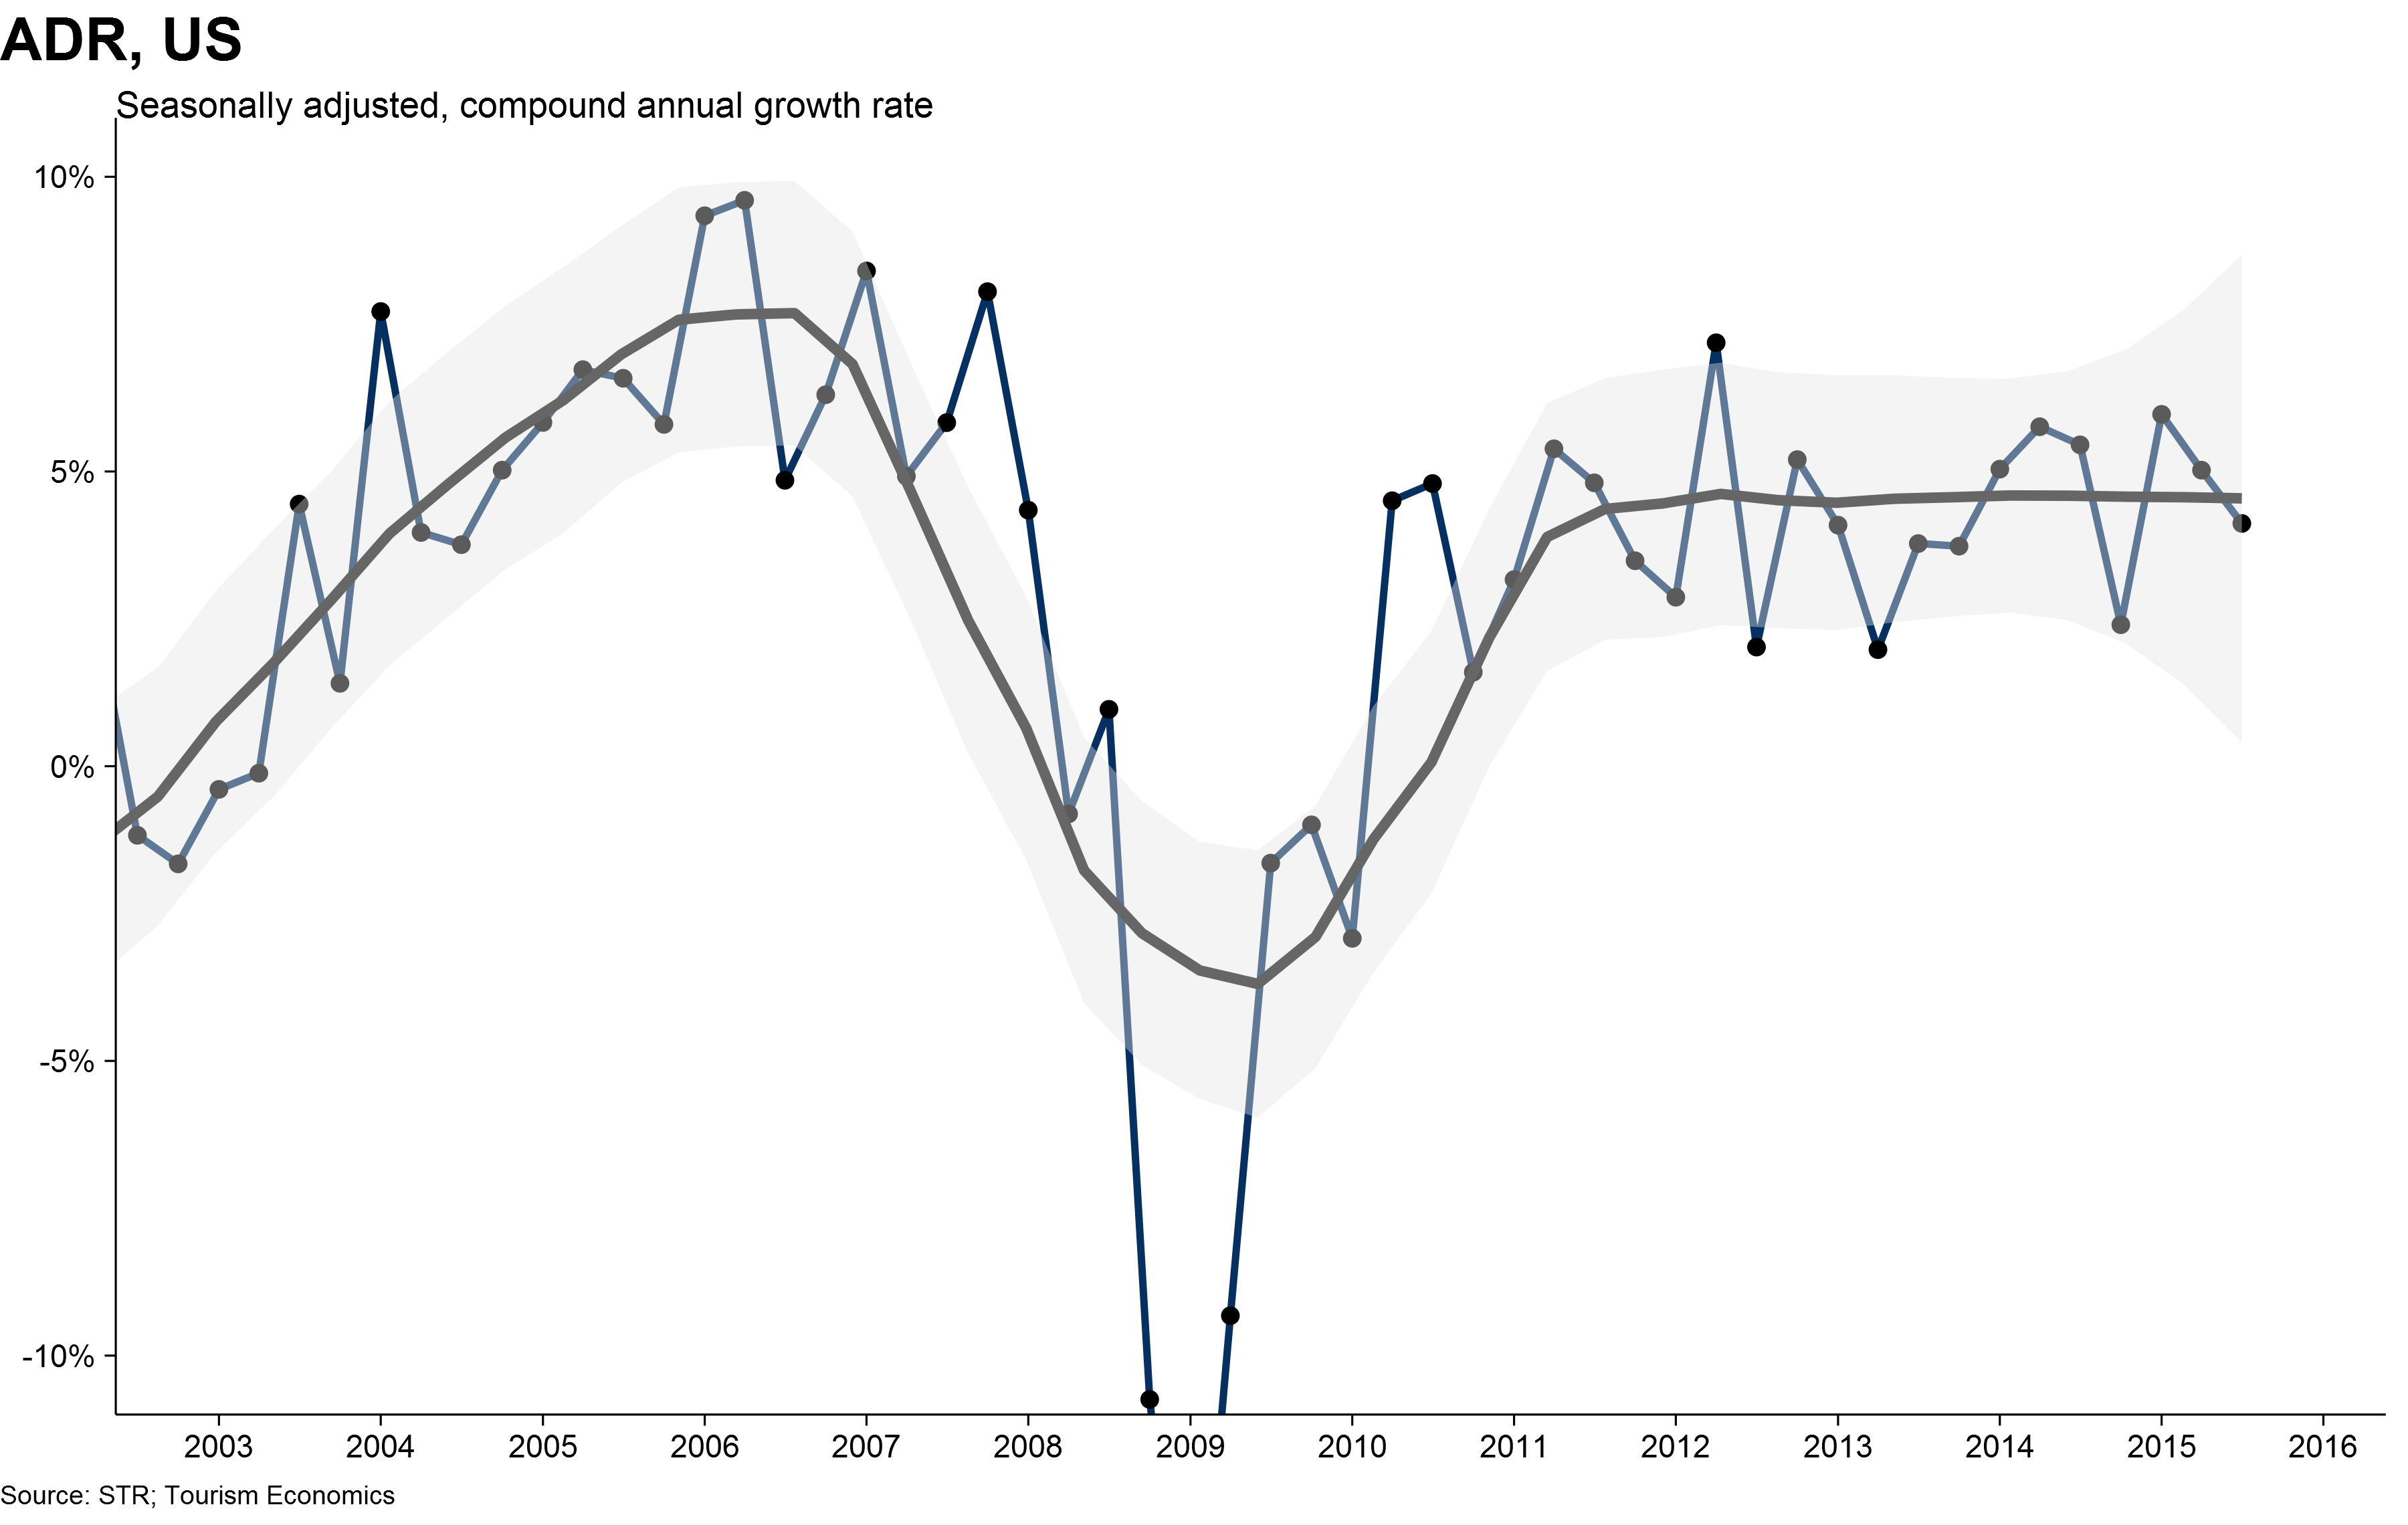 ADR, US
Seasonally adjusted, compound annual growth rate
10%
5%
0%
-5%
-10%
2003 2004 2005 2006 2007 2008 2009 2010 2011 2012 2013 2014 2015 2016
Source: STR; Tourism Economics